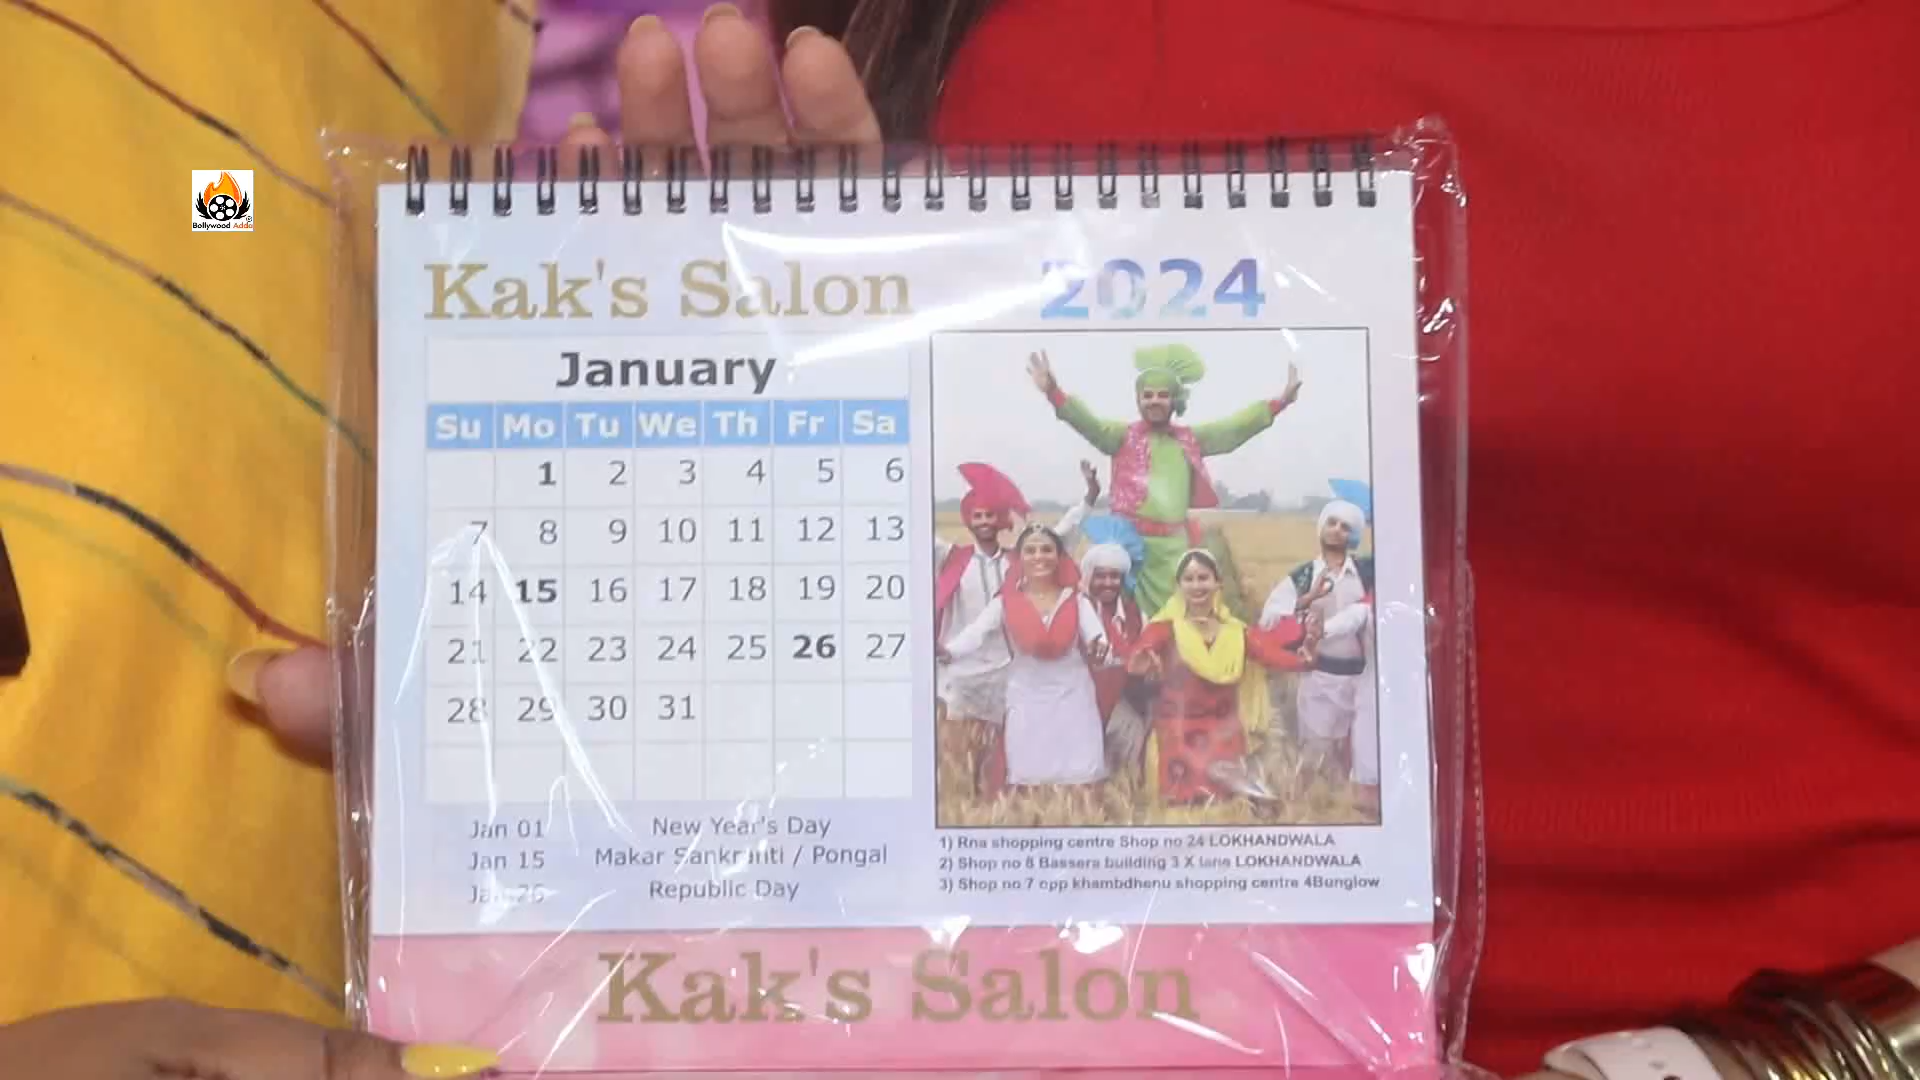 Bollywood Adda
Kak's Salon 2024
January
Su Mo Tu We Th Fr Sa
1 2 3 4 5 6
7 8 9 10 11 12 13
14 15 16 17 18 19 20
21 22 23 24 25 26 27
28 29 30 31
Jan 01 New Year's Day
Jan 15 Makar Sankranti / Pongal
Jan 26 Republic Day
1) Rna shopping centre Shop no 24 LOKHANDWALA
2) Shop no 8 Bassera building 3 X lane LOKHANDWALA
3) Shop no 7 opp khambdhenu shopping centre 4Bunglow
Kak's Salon